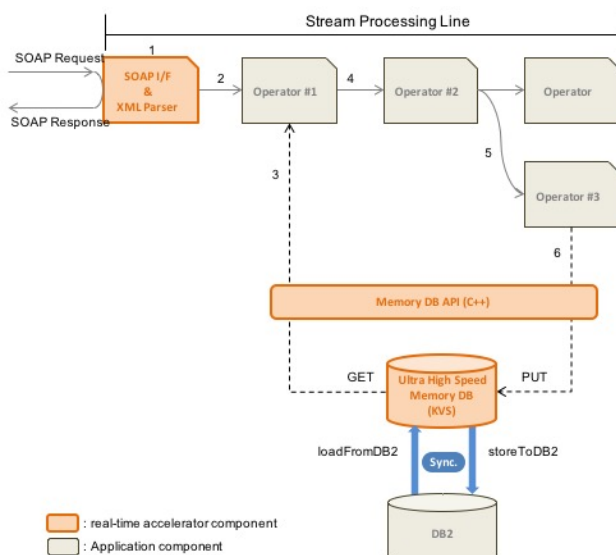 Stream Processing Line
1
SOAP Request
SOAP I/F
&
XML Parser
SOAP Response
2
Operator #1
4
Operator #2
Operator
3
5
Operator #3
6
Memory DB API (C++)
GET
Ultra High Speed
Memory DB
(KVS)
PUT
loadFromDB2
Sync.
storeToDB2
DB2
: real-time accelerator component
: Application component